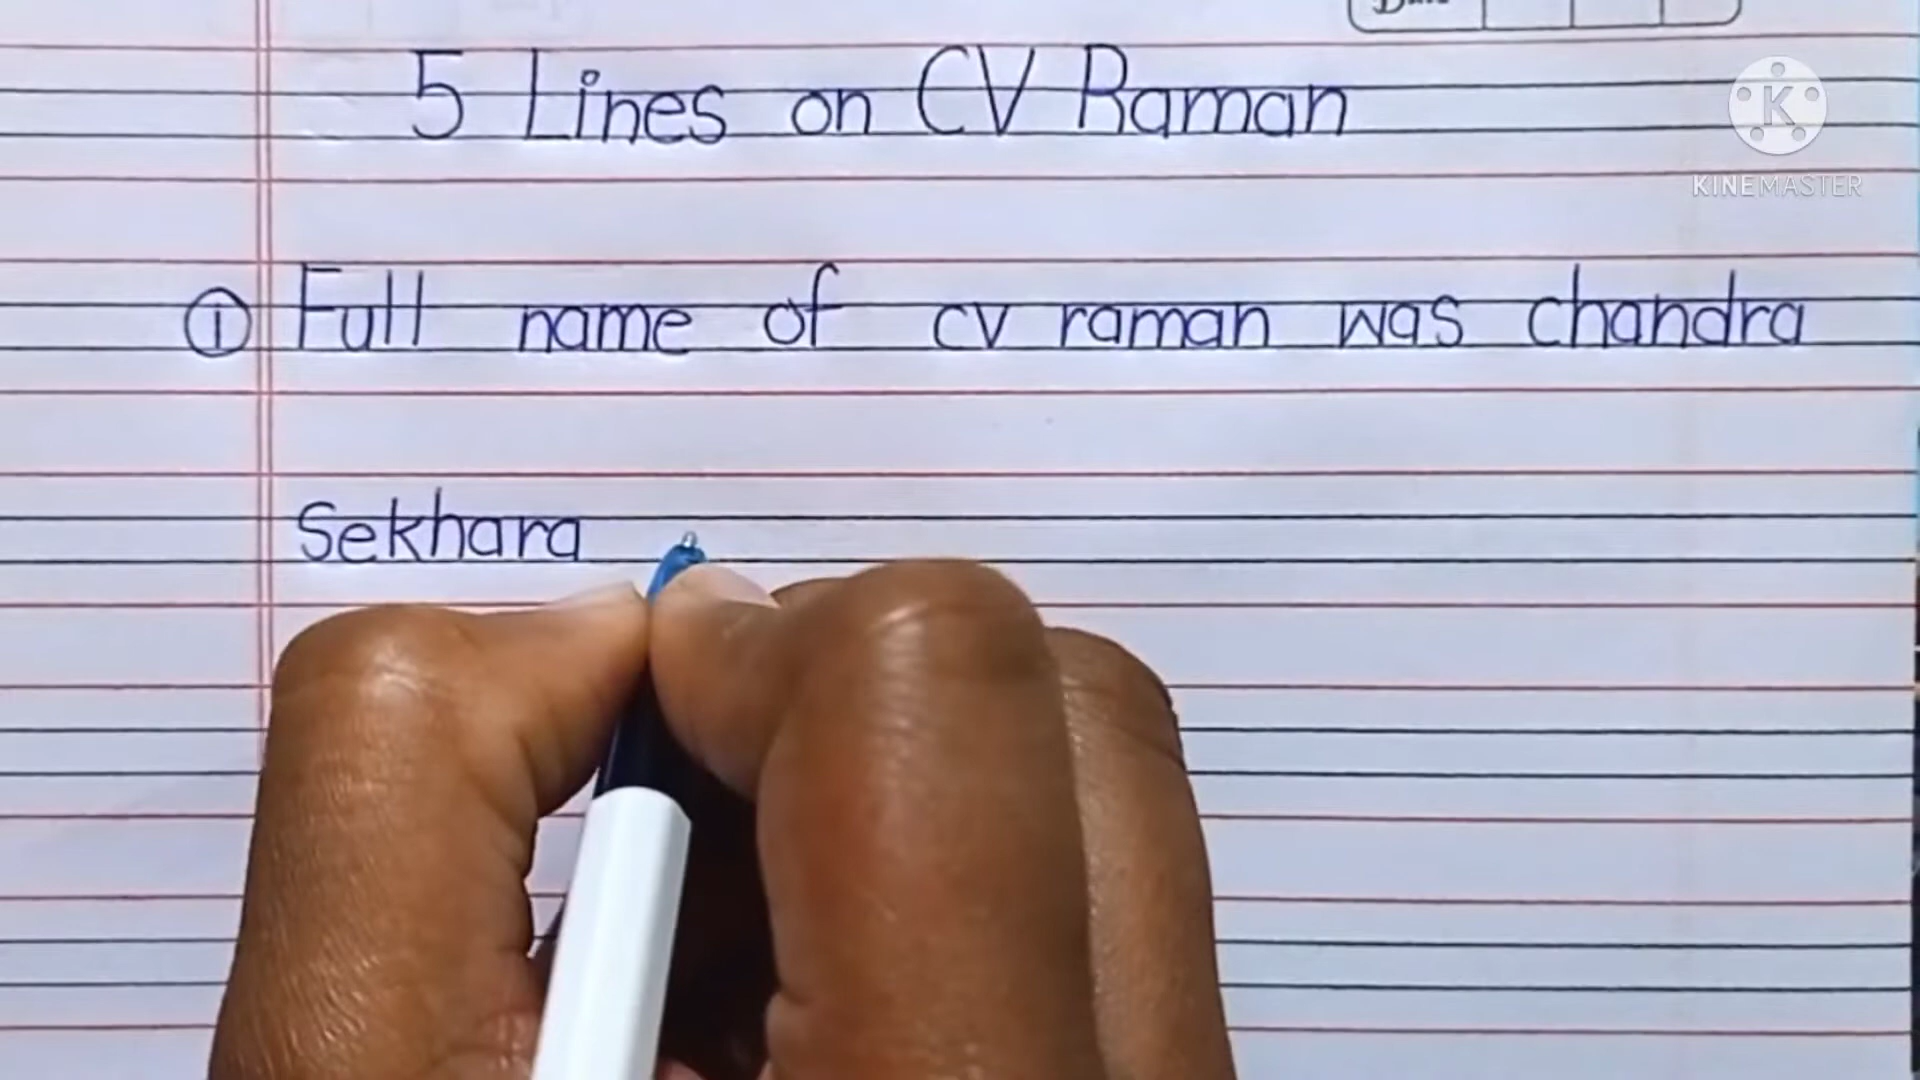 5 Lines on CV Raman
KINEMASTER
① Full name of cv raman was chandra
Sekhara